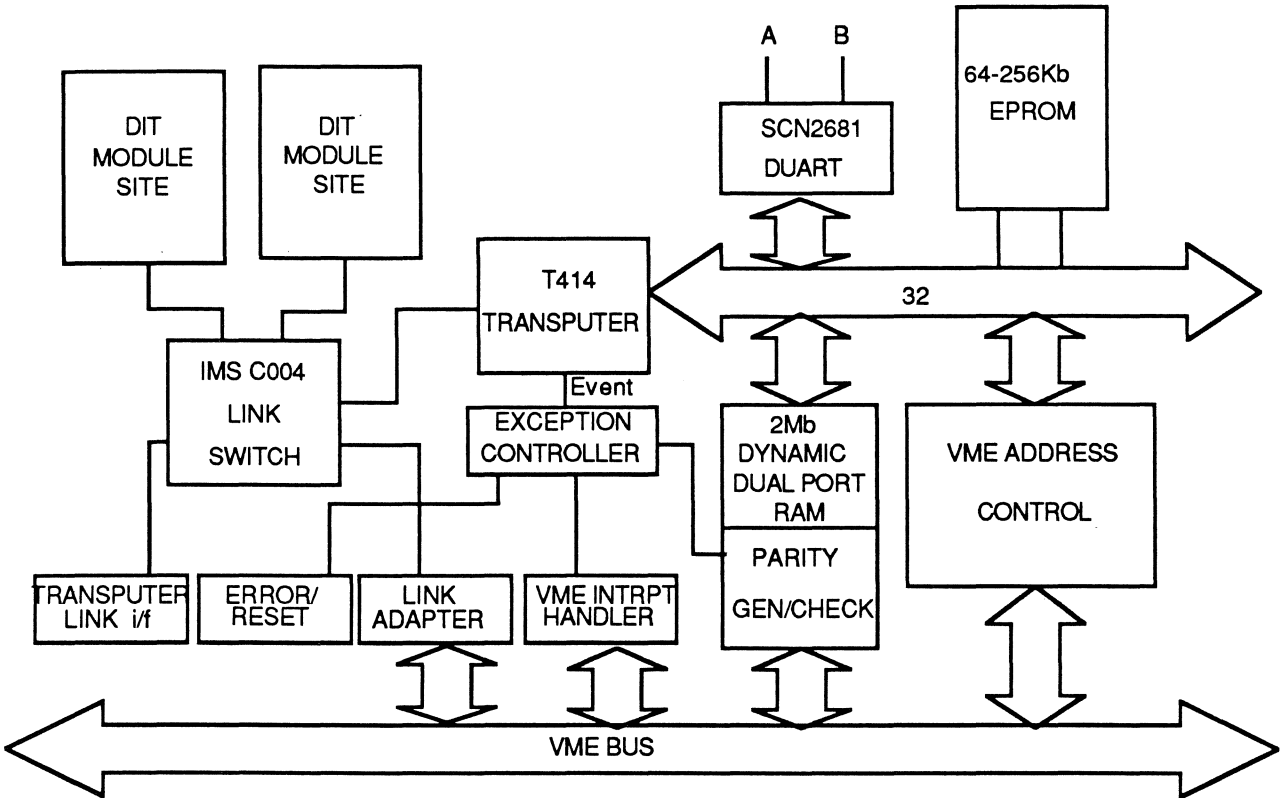 A
B
64-256Kb
EPROM
SCN2681
DUART
DIT
MODULE
SITE
DIT
MODULE
SITE
T414
TRANSPUTER
32
IMS C004
LINK
SWITCH
Event
EXCEPTION
CONTROLLER
2Mb
DYNAMIC
DUAL PORT
RAM
PARITY
GEN/CHECK
VME ADDRESS
CONTROL
TRANSPUTER
LINK i/f
ERROR/
RESET
LINK
ADAPTER
VME INTRPT
HANDLER
VME BUS